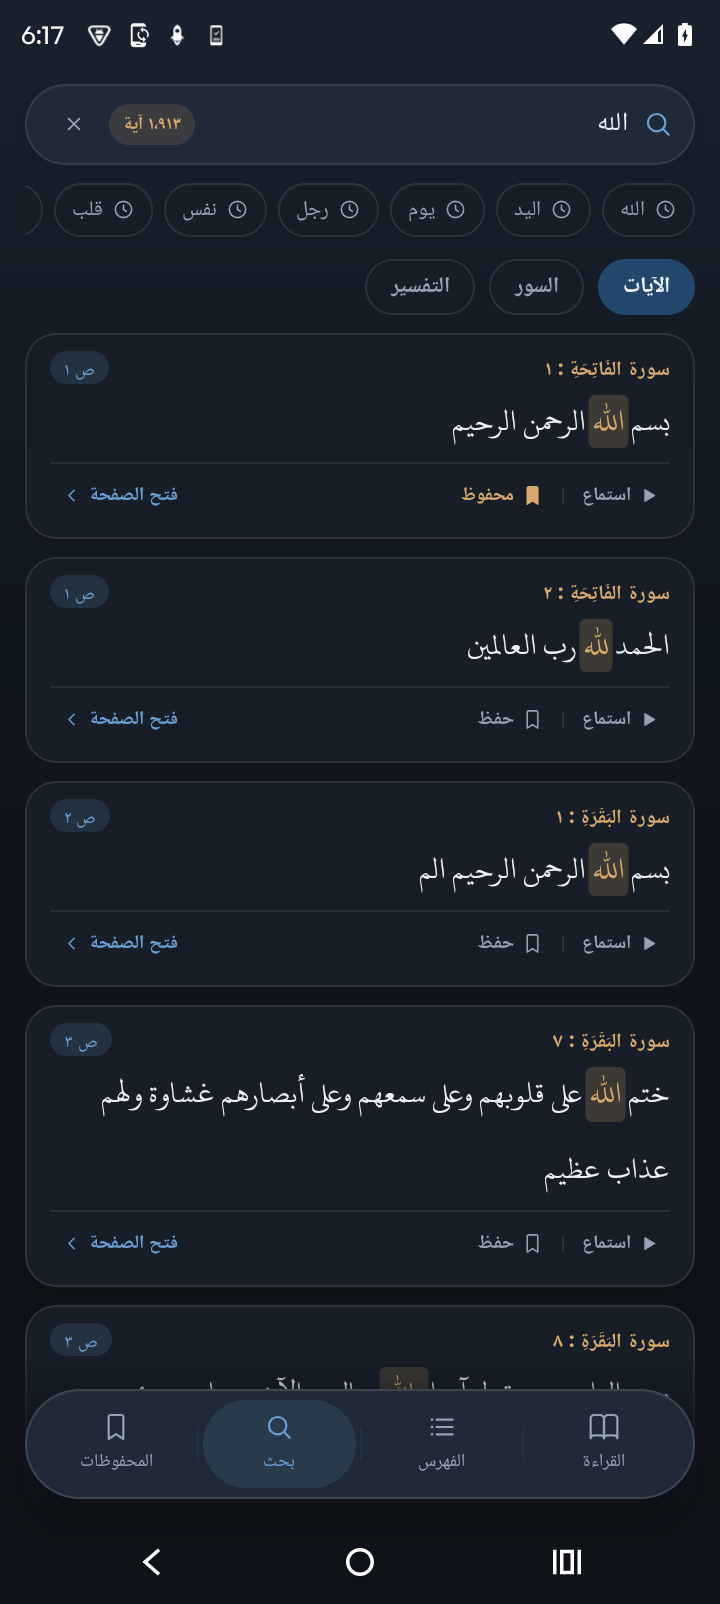 6:17
الله
١،٩١٣ آية
الله
اليد
يوم
رجل
نفس
قلب
الآيات
السور
التفسير
سورة الفَاتِحَةِ : ١
ص ١
بسم الله الرحمن الرحيم
استماع
محفوظ
فتح الصفحة
سورة الفَاتِحَةِ : ٢
ص ١
الحمد لله رب العالمين
استماع
حفظ
فتح الصفحة
سورة البَقَرَةِ : ١
ص ٢
بسم الله الرحمن الرحيم الم
استماع
حفظ
فتح الصفحة
سورة البَقَرَةِ : ٧
ص ٣
ختم الله على قلوبهم وعلى سمعهم وعلى أبصارهم غشاوة ولهم
عذاب عظيم
استماع
حفظ
فتح الصفحة
سورة البَقَرَةِ : ٨
ص ٣
القراءة
الفهرس
بحث
المحفوظات